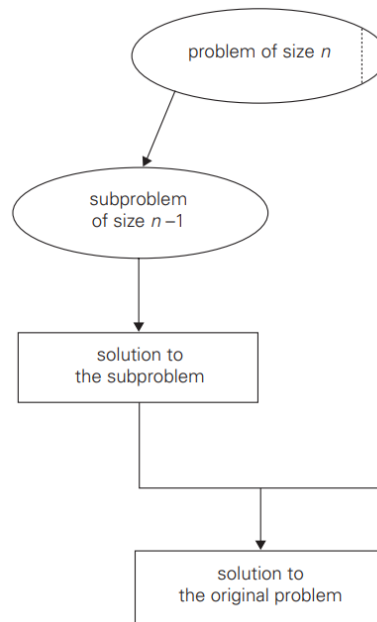 problem of size n
subproblem
of size n –1
solution to
the subproblem
solution to
the original problem